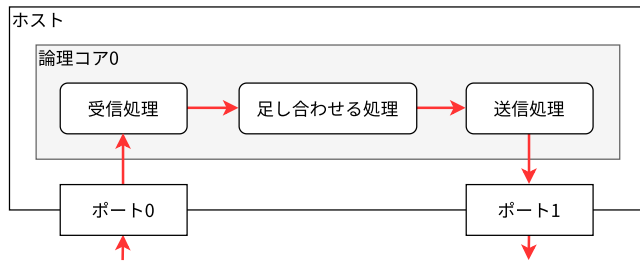 ホスト
論理コア0
受信処理
足し合わせる処理
送信処理
ポート0
ポート1